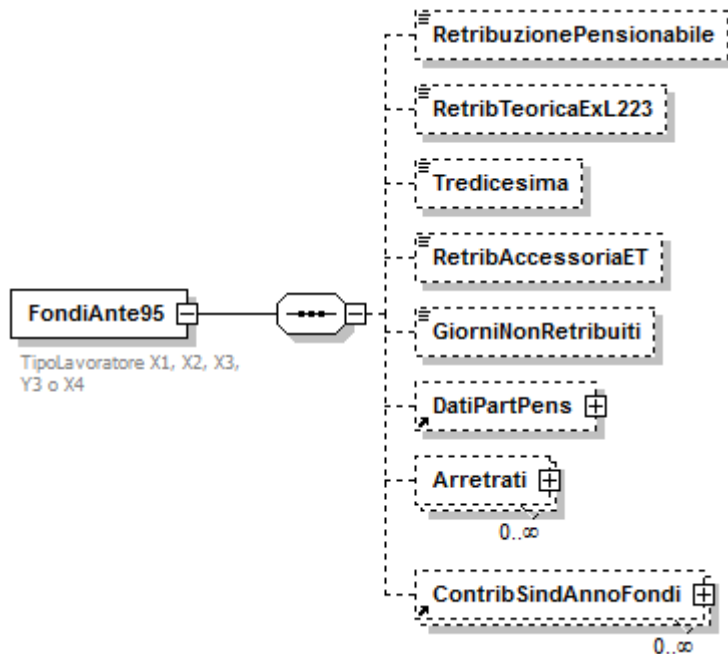 RetribuzionePensionabile
RetribTeoricaExL223
Tredicesima
RetribAccessoriaET
FondiAnte95
TipoLavoratore X1, X2, X3,
Y3 o X4
GiorniNonRetribuiti
DatiPartPens
Arretrati
0..∞
ContribSindAnnoFondi
0..∞